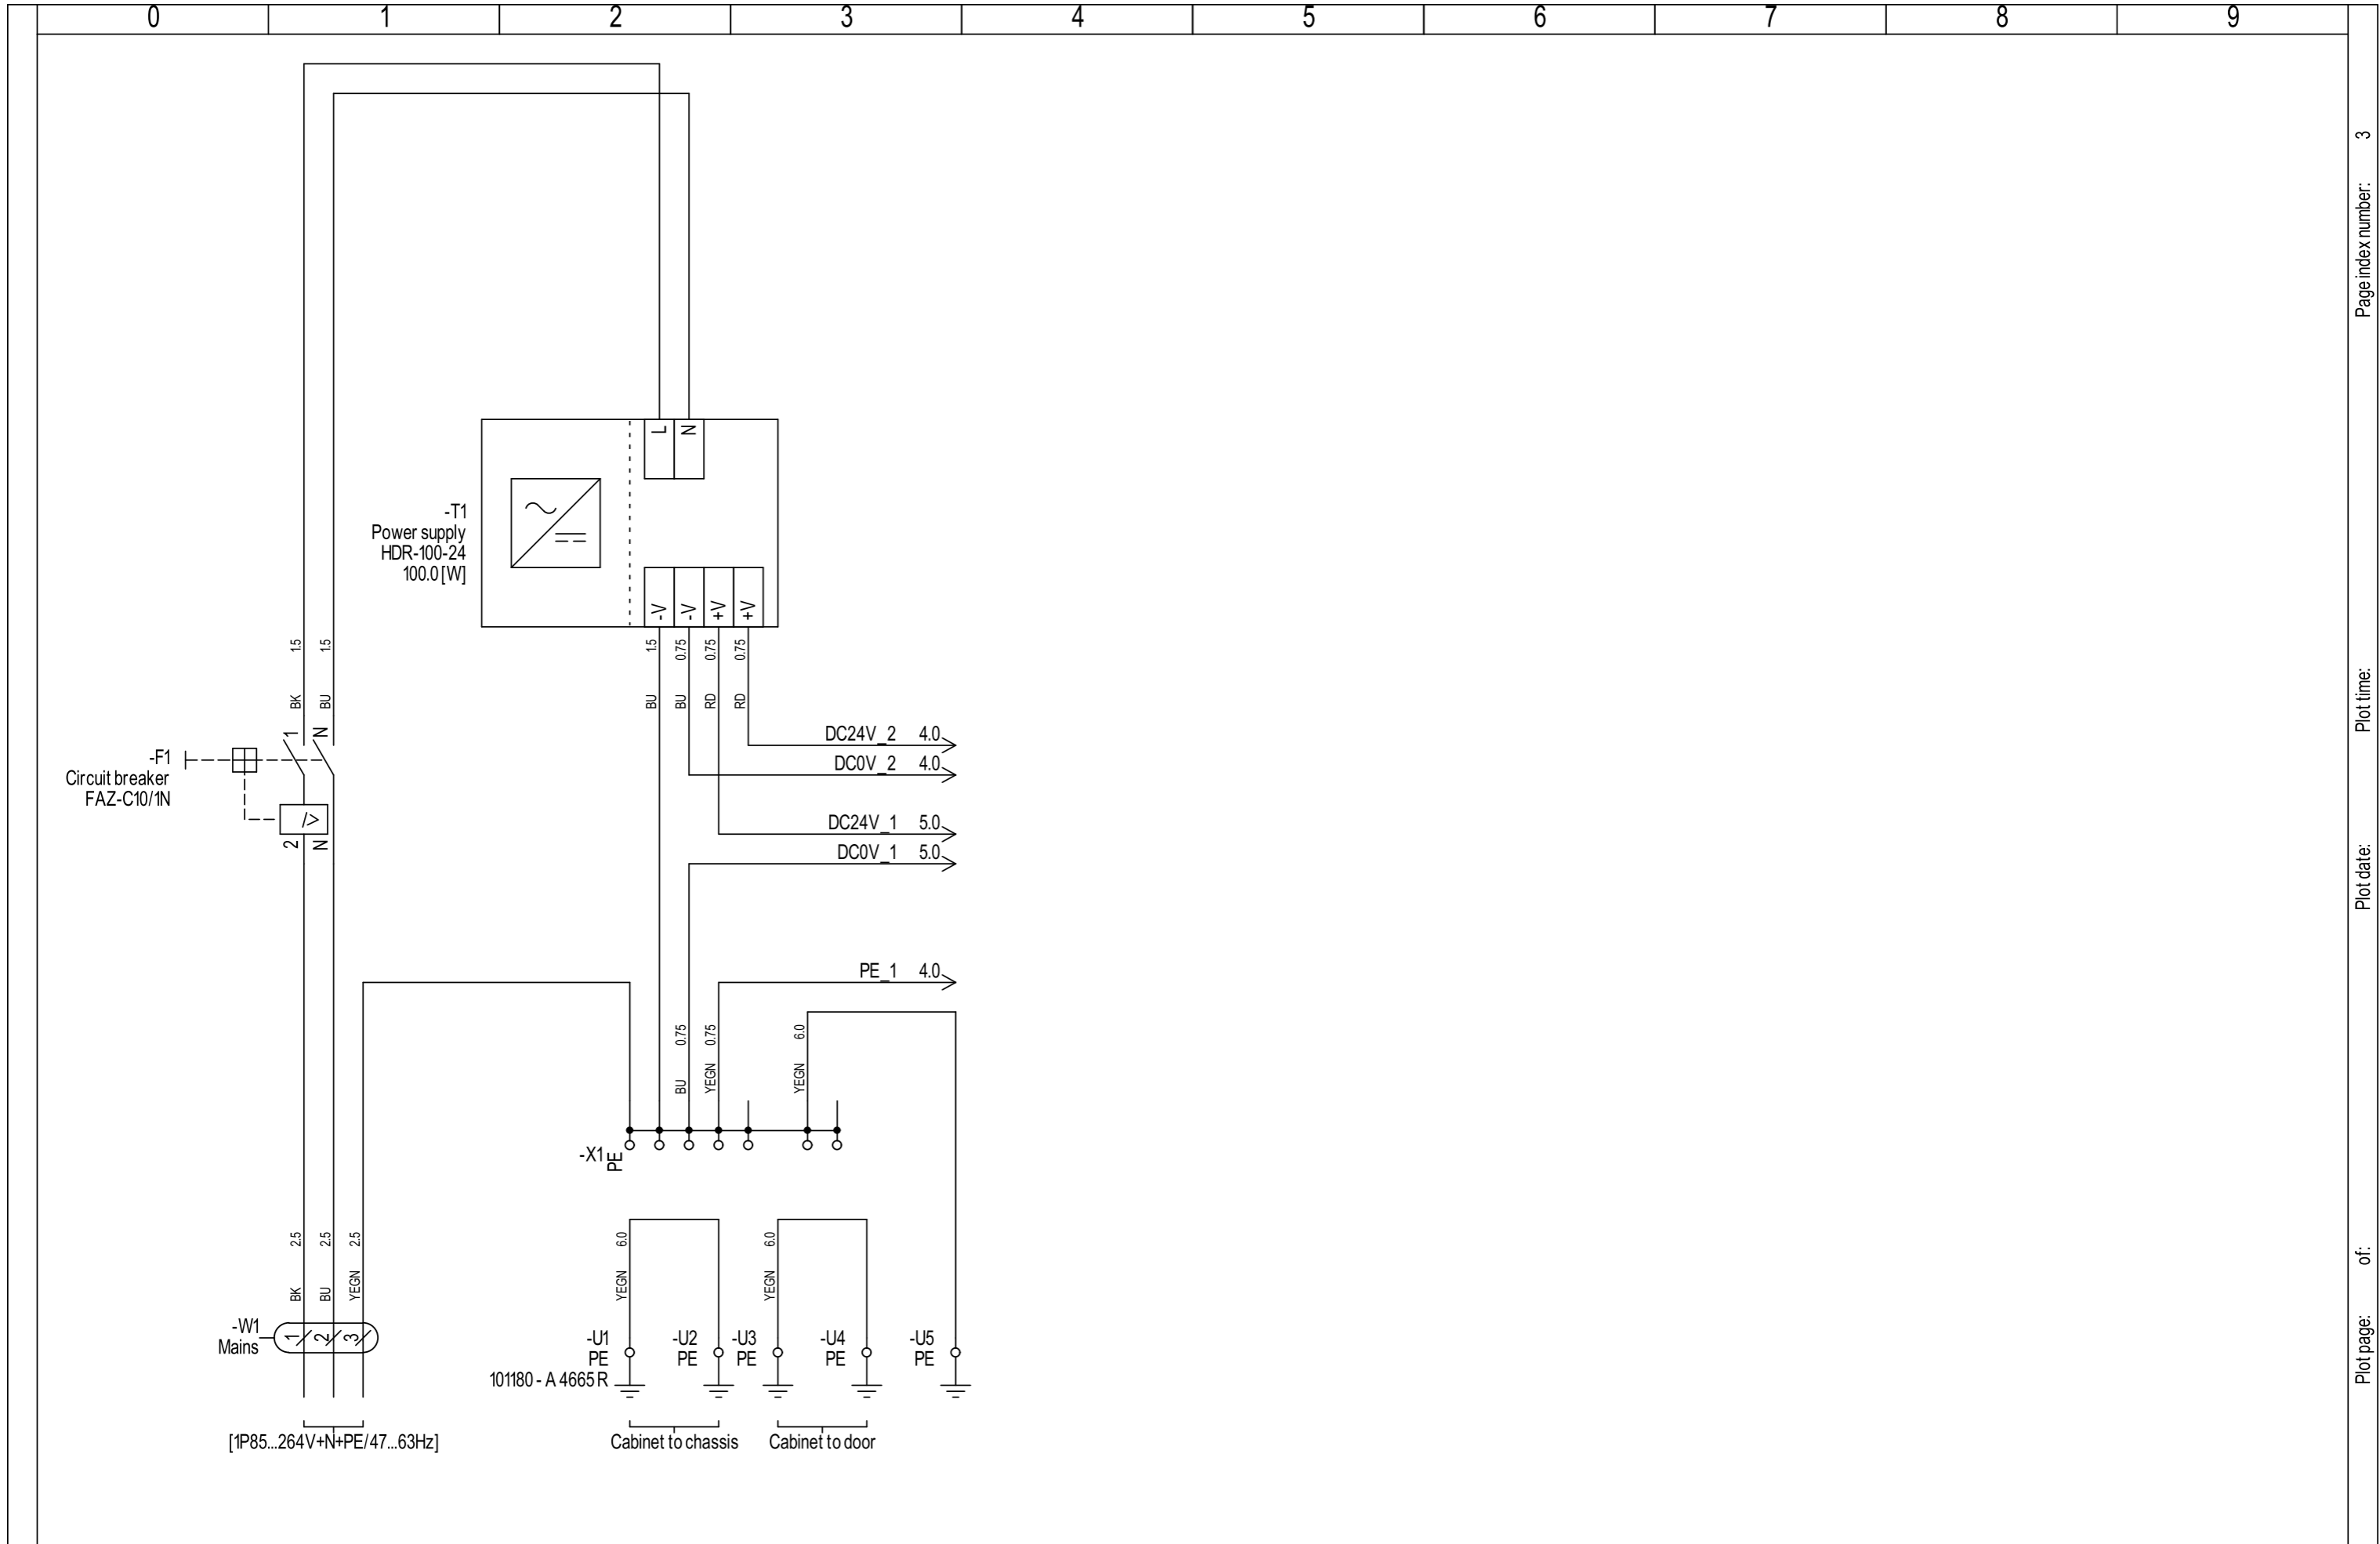 0 1 2 3 4 5 6 7 8 9
L N
-T1
Power supply
HDR-100-24
100.0 [W]
-V -V +V +V
1.5 1.5 1.5 0.75 0.75 0.75
BK BU BU BU RD RD
1 N
-F1
Circuit breaker
FAZ-C10/1N
I>
2 N
DC24V_2 4.0
DC0V_2 4.0
DC24V_1 5.0
DC0V_1 5.0
PE_1 4.0
0.75 0.75 6.0
BU YEGN YEGN
-X1
PE
2.5 2.5 2.5 6.0 6.0
BK BU YEGN YEGN YEGN
-W1
Mains
1 2 3
-U1
PE
101180 - A 4665 R
-U2
PE
-U3
PE
-U4
PE
-U5
PE
[1P85...264V+N+PE/47...63Hz]
Cabinet to chassis
Cabinet to door
Page index number: 3
Plot time:
Plot date:
Plot page: of: